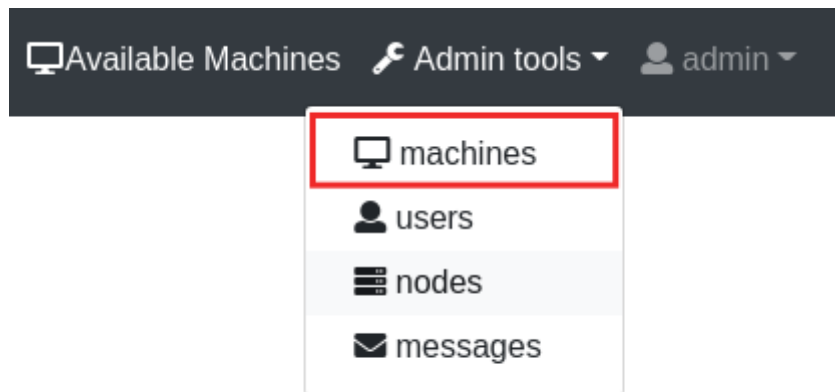 Available Machines Admin tools admin
machines
users
nodes
messages